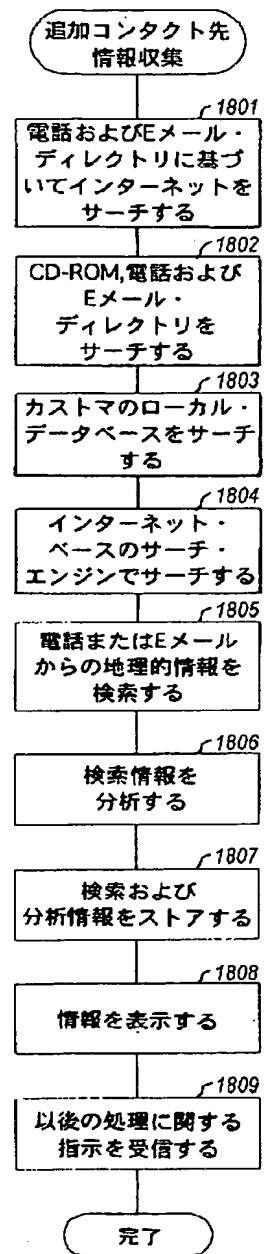 追加コンタクト先
情報収集
1801
電話およびEメール・
ディレクトリに基づ
いてインターネットを
サーチする
1802
CD-ROM,電話および
Eメール・
ディレクトリを
サーチする
1803
カストマのローカル・
データベースをサーチ
する
1804
インターネット・
ベースのサーチ・
エンジンでサーチする
1805
電話またはEメール
からの地理的情報を
検索する
1806
検索情報を
分析する
1807
検索および
分析情報をストアする
1808
情報を表示する
1809
以後の処理に関する
指示を受信する
完了